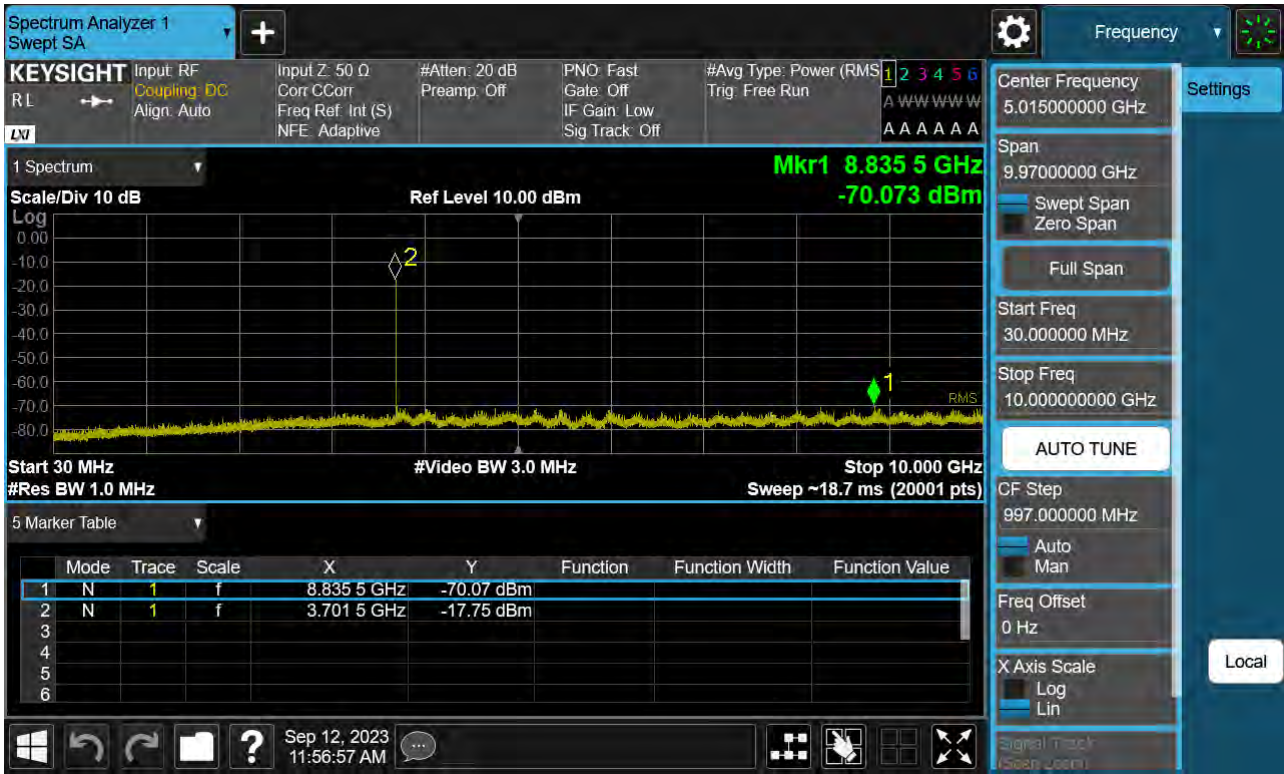 Spectrum Analyzer 1
Swept SA
+
Frequency
KEYSIGHT
RL
LXI
Input: RF
Coupling: DC
Align: Auto
Input Z: 50 Ω
Corr CCorr
Freq Ref: Int (S)
NFE: Adaptive
#Atten: 20 dB
Preamp: Off
PNO: Fast
Gate: Off
IF Gain: Low
Sig Track: Off
#Avg Type: Power (RMS
Trig: Free Run
1 2 3 4 5 6
A W W W W W
A A A A A A
1 Spectrum
Scale/Div 10 dB
Ref Level 10.00 dBm
Mkr1 8.835 5 GHz
-70.073 dBm
Log
0.00
-10.0
-20.0
-30.0
-40.0
-50.0
-60.0
-70.0
-80.0
2
1
RMS
Start 30 MHz
#Video BW 3.0 MHz
Stop 10.000 GHz
#Res BW 1.0 MHz
Sweep ~18.7 ms (20001 pts)
5 Marker Table
Mode Trace Scale X Y Function Function Width Function Value
1 N 1 f 8.835 5 GHz -70.07 dBm
2 N 1 f 3.701 5 GHz -17.75 dBm
3
4
5
6
Sep 12, 2023
11:56:57 AM
?
Center Frequency
5.015000000 GHz
Settings
Span
9.97000000 GHz
Swept Span
Zero Span
Full Span
Start Freq
30.000000 MHz
Stop Freq
10.000000000 GHz
AUTO TUNE
CF Step
997.000000 MHz
Auto
Man
Freq Offset
0 Hz
X Axis Scale
Log
Lin
Local
Signal Track
(Span Zoom)